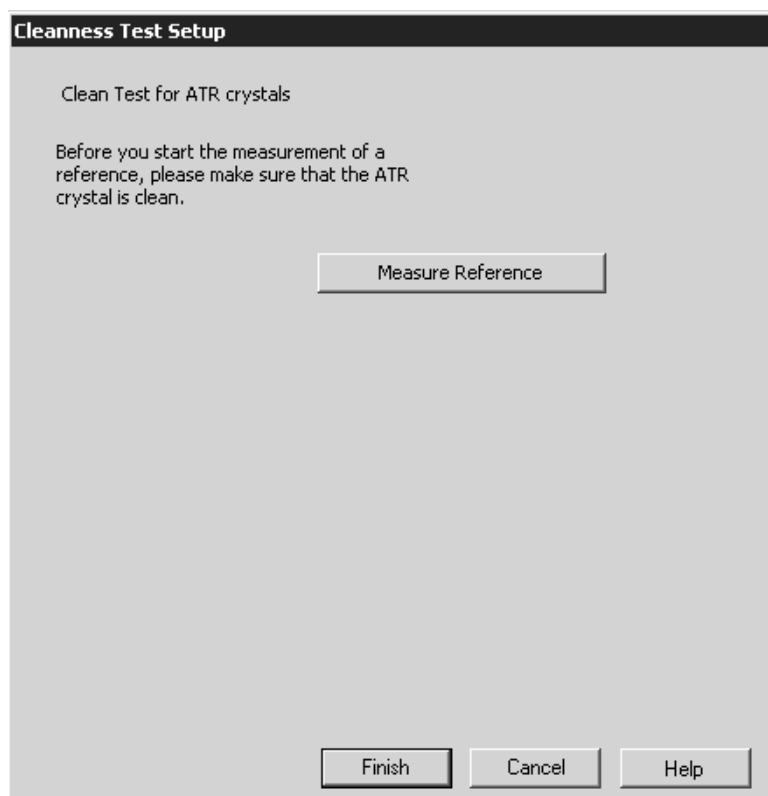 Cleanness Test Setup
Clean Test for ATR crystals
Before you start the measurement of a
reference, please make sure that the ATR
crystal is clean.
Measure Reference
Finish
Cancel
Help